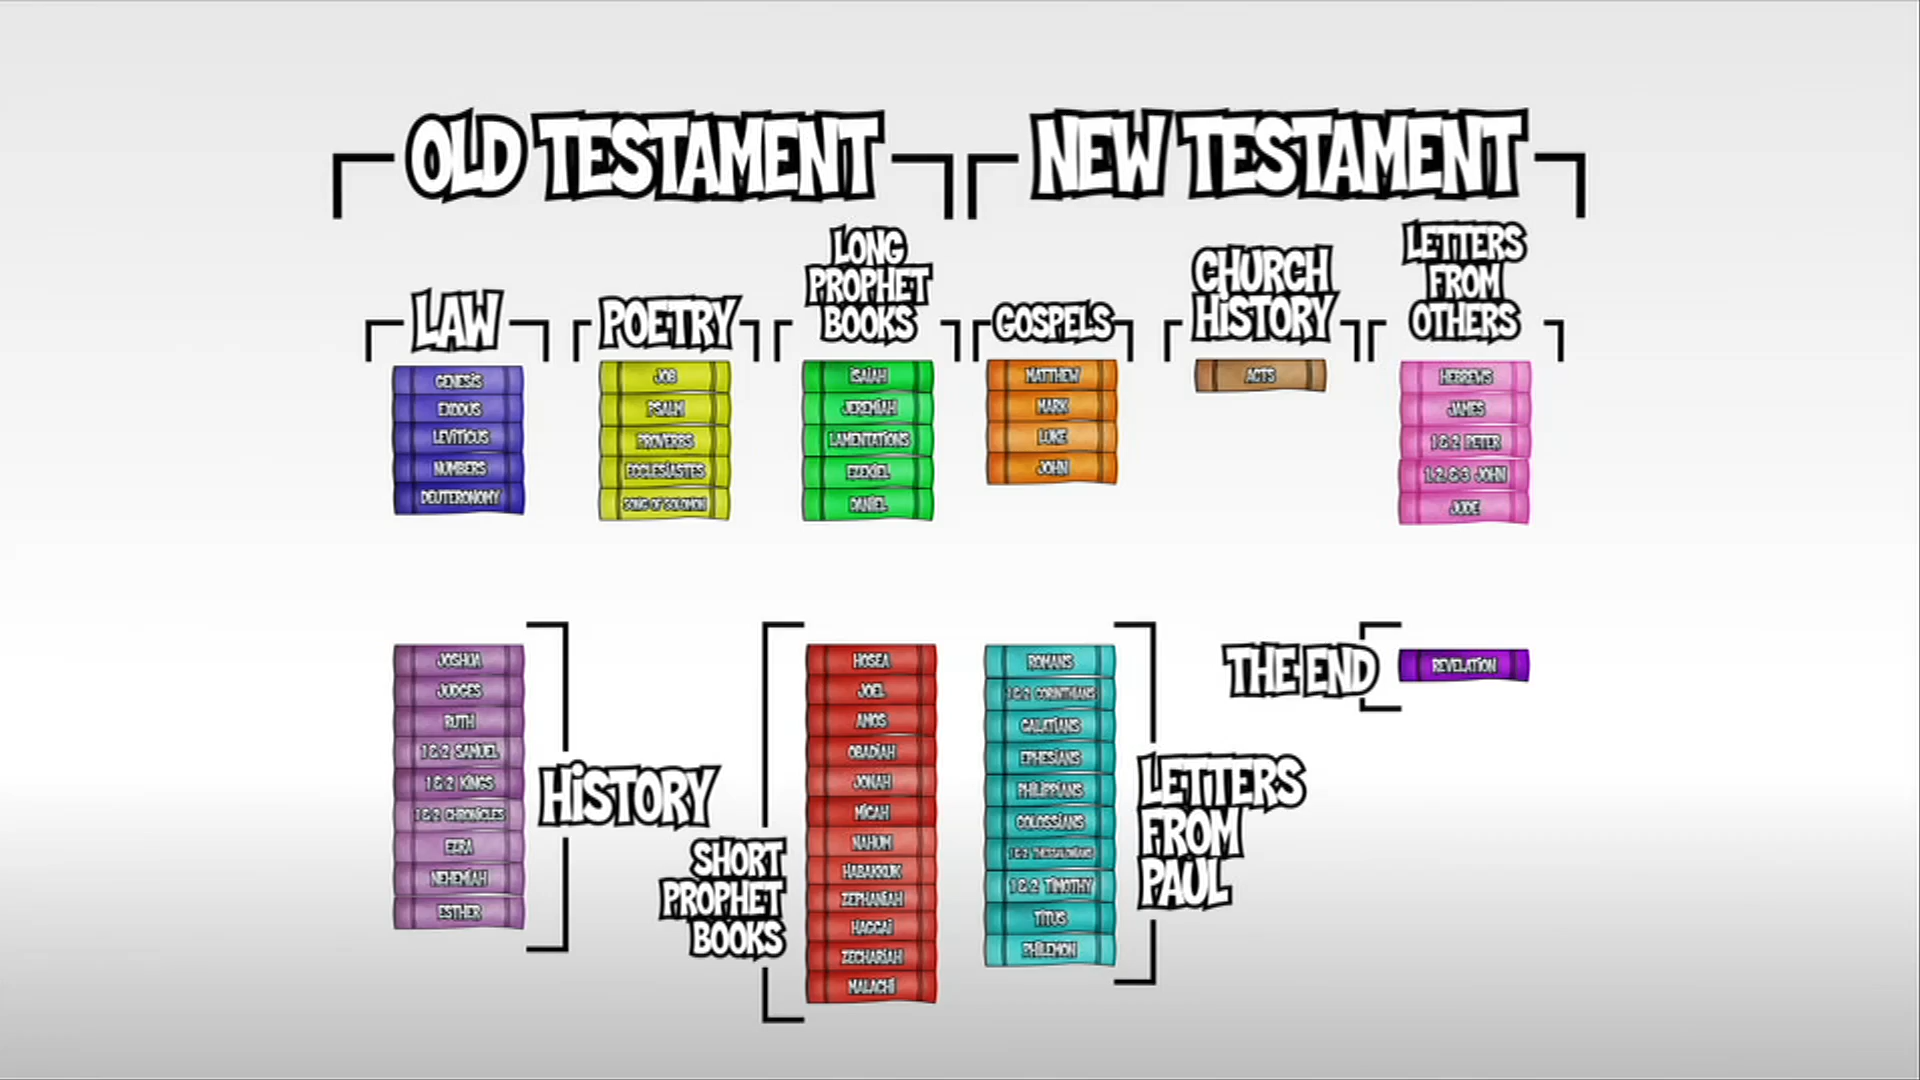 OLD TESTAMENT
NEW TESTAMENT
LAW
GENESIS
EXODUS
LEVITICUS
NUMBERS
DEUTERONOMY
POETRY
JOB
PSALM
PROVERBS
ECCLESIASTES
SONG OF SOLOMON
LONG
PROPHET
BOOKS
ISAIAH
JEREMIAH
LAMENTATIONS
EZEKIEL
DANIEL
GOSPELS
MATTHEW
MARK
LUKE
JOHN
CHURCH
HISTORY
ACTS
LETTERS
FROM
OTHERS
HEBREWS
JAMES
1 & 2 PETER
1, 2, & 3 JOHN
JUDE
JOSHUA
JUDGES
RUTH
1 & 2 SAMUEL
1 & 2 KINGS
1 & 2 CHRONICLES
EZRA
NEHEMIAH
ESTHER
HISTORY
SHORT
PROPHET
BOOKS
HOSEA
JOEL
AMOS
OBADIAH
JONAH
MICAH
NAHUM
HABAKKUK
ZEPHANIAH
HAGGAI
ZECHARIAH
MALACHI
ROMANS
1 & 2 CORINTHIANS
GALATIANS
EPHESIANS
PHILIPPIANS
COLOSSIANS
1 & 2 THESSALONIANS
1 & 2 TIMOTHY
TITUS
PHILEMON
LETTERS
FROM
PAUL
THE END
REVELATION